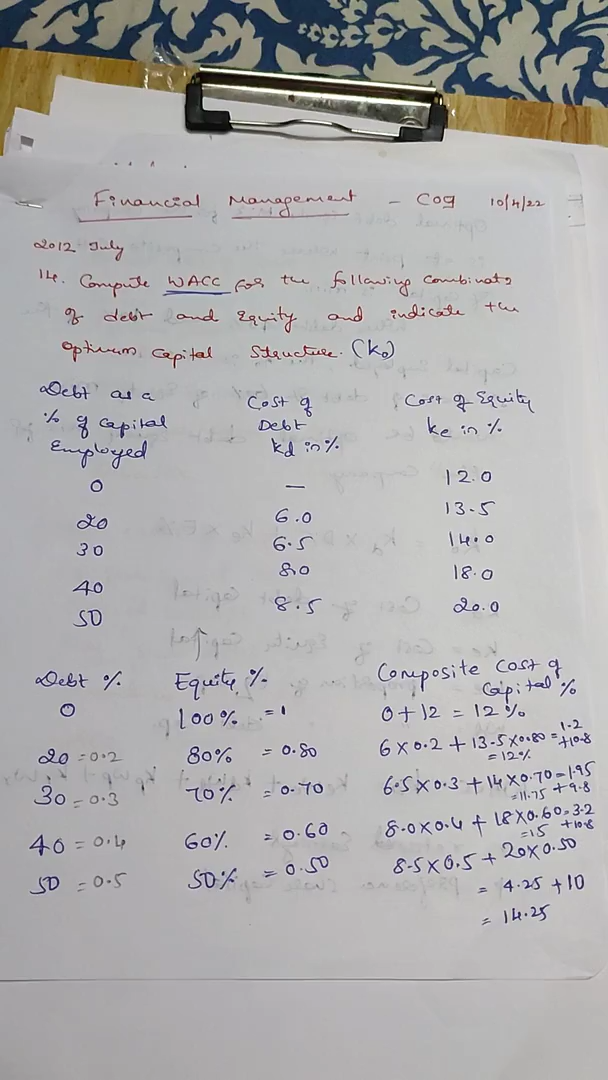 Financial Management - COG 10/4/22
2012 July
14. Compute WACC for the following combinats
of debt and Equity and indicate the
optimum capital structure. (Ko)
Debt as a % of Capital Employed
Cost of Debt kd in %
Cost of Equity ke in %
0 — 12.0
20 6.0 13.5
30 6.5 14.0
40 8.0 18.0
50 8.5 20.0
Debt % Equity % Composite Cost of Capital %
0 100% = 1 0+12 = 12%
20 = 0.2 80% = 0.80 6 x 0.2 + 13.5 x 0.80 = 1.2 + 10.8
= 12%
30 = 0.3 70% = 0.70 6.5 x 0.3 + 14 x 0.70 = 1.95 + 9.8
= 11.75
40 = 0.4 60% = 0.60 8.0 x 0.4 + 18 x 0.60 = 3.2 + 10.8
= 15
50 = 0.5 50% = 0.50 8.5 x 0.5 + 20 x 0.50
= 4.25 + 10
= 14.25